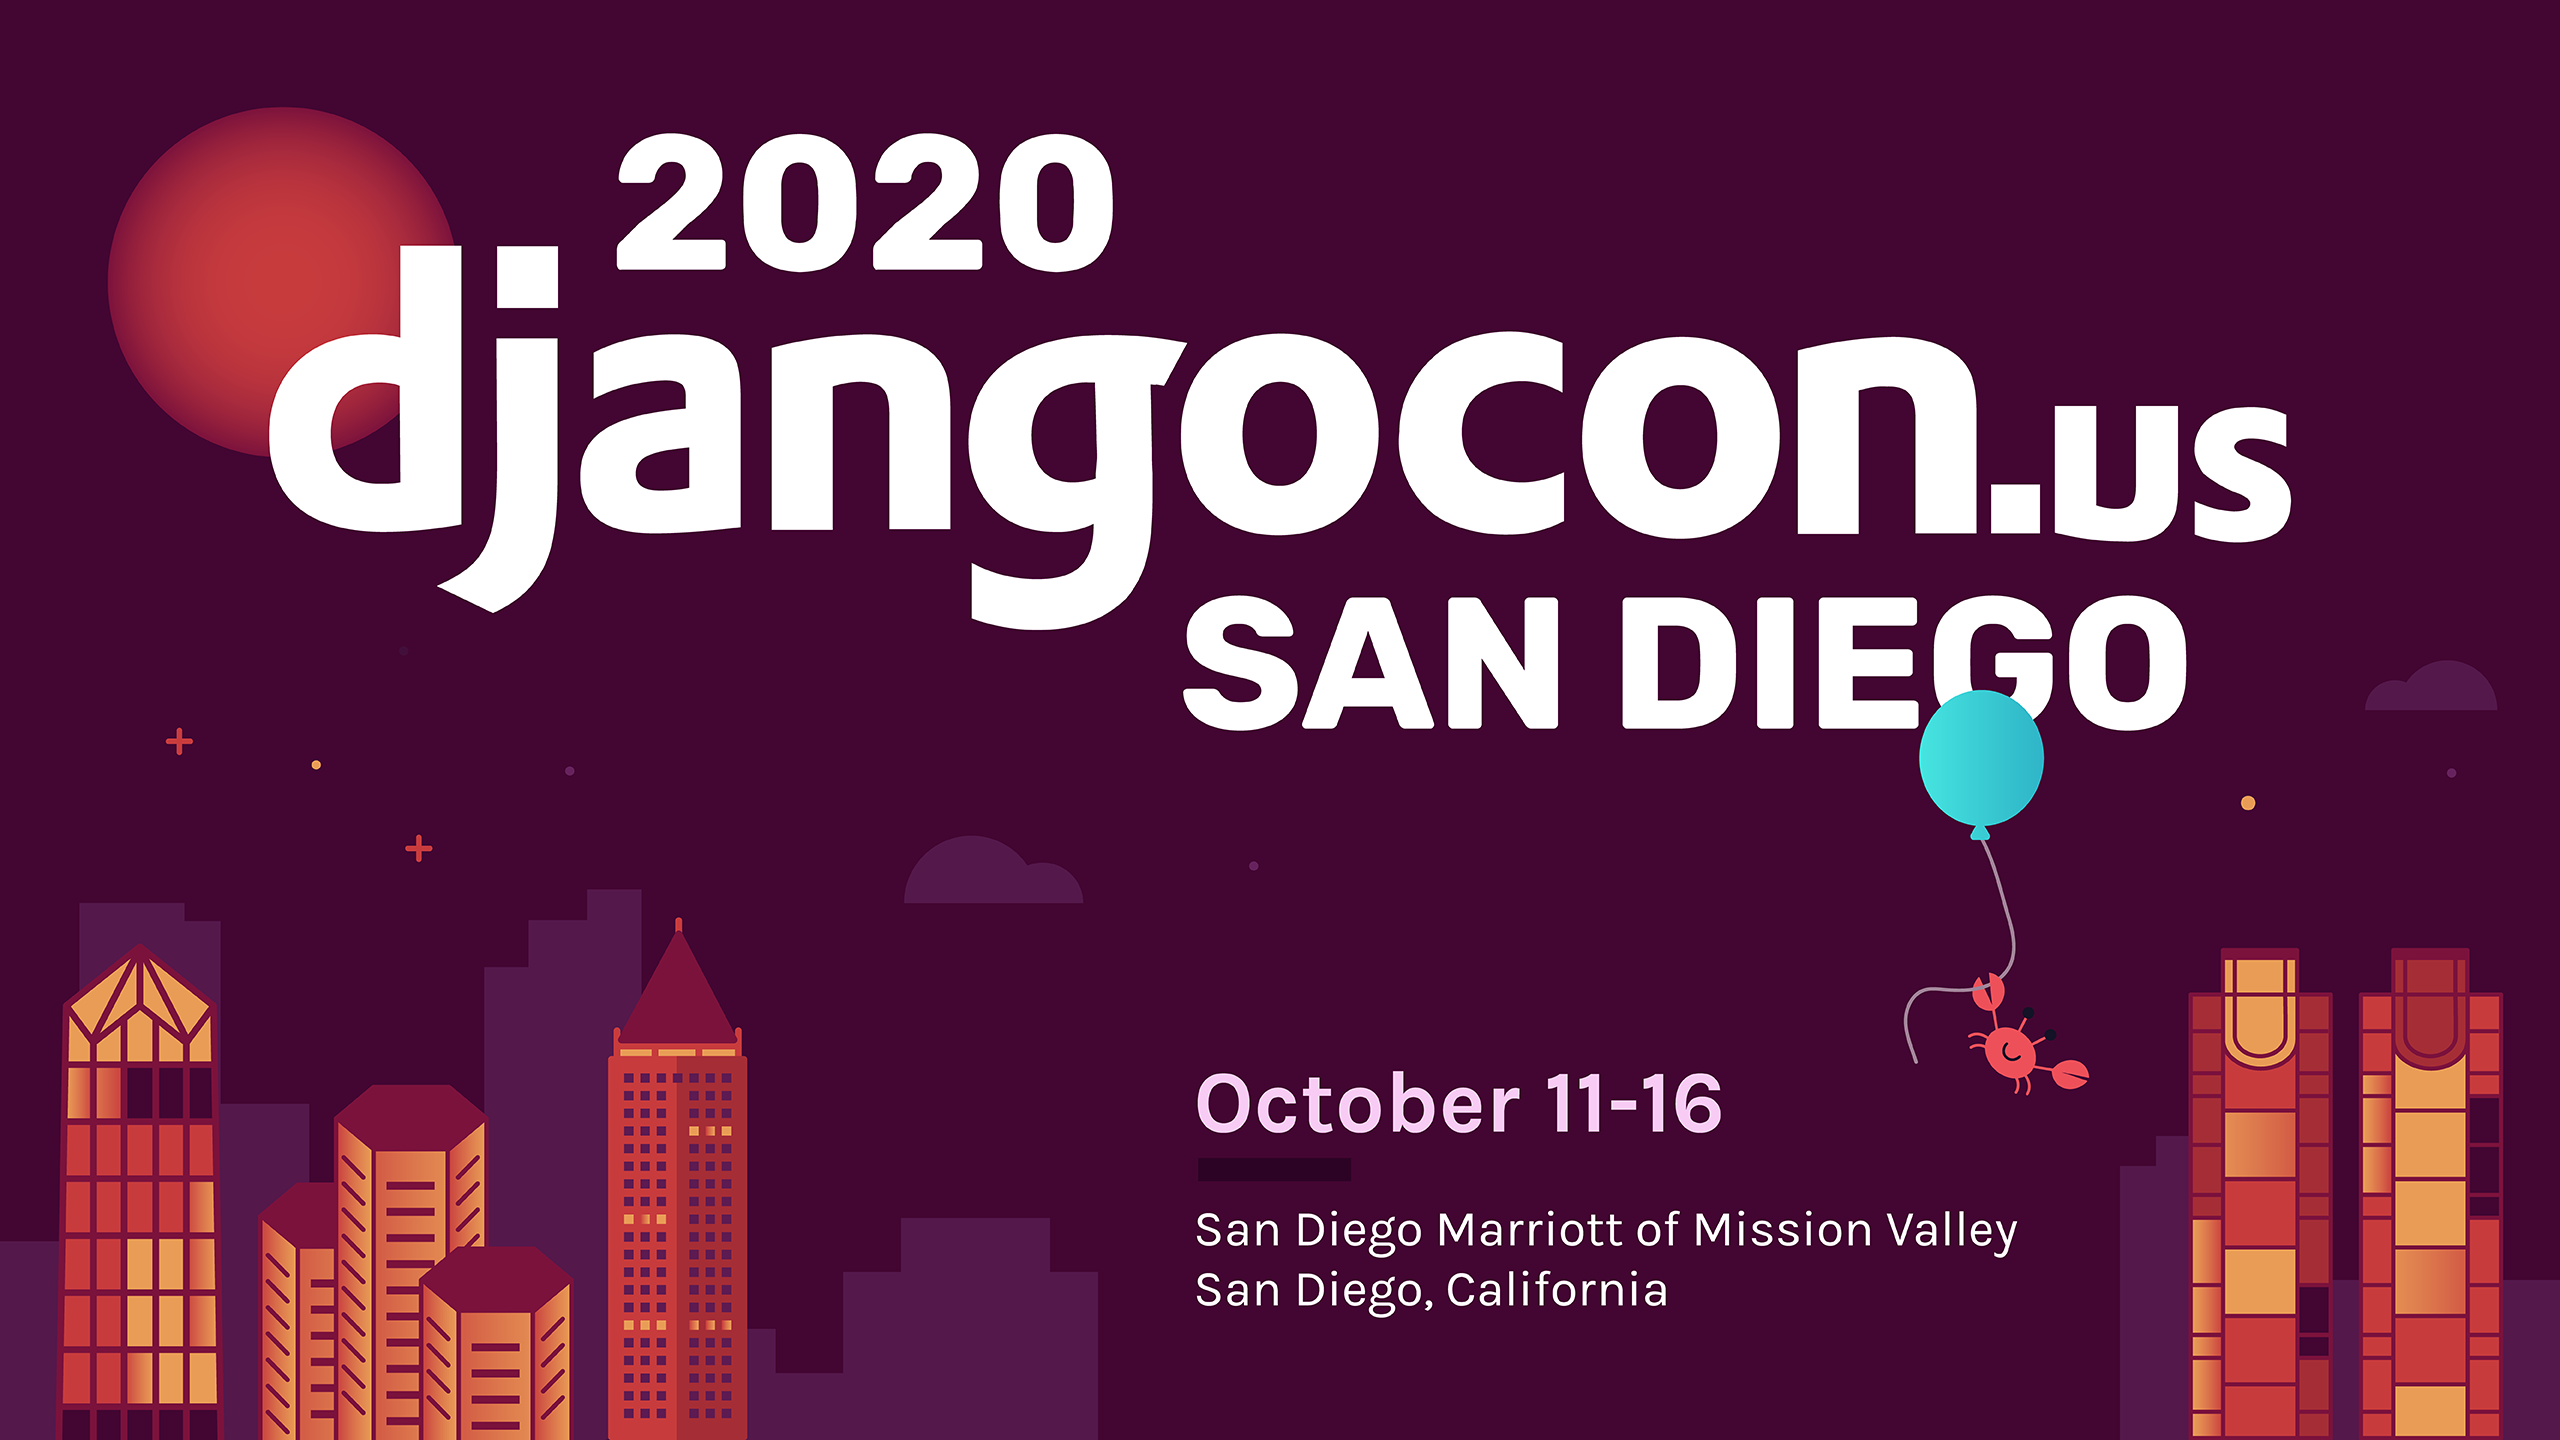 2020
djangocon.us
SAN DIEGO
October 11-16
San Diego Marriott of Mission Valley
San Diego, California